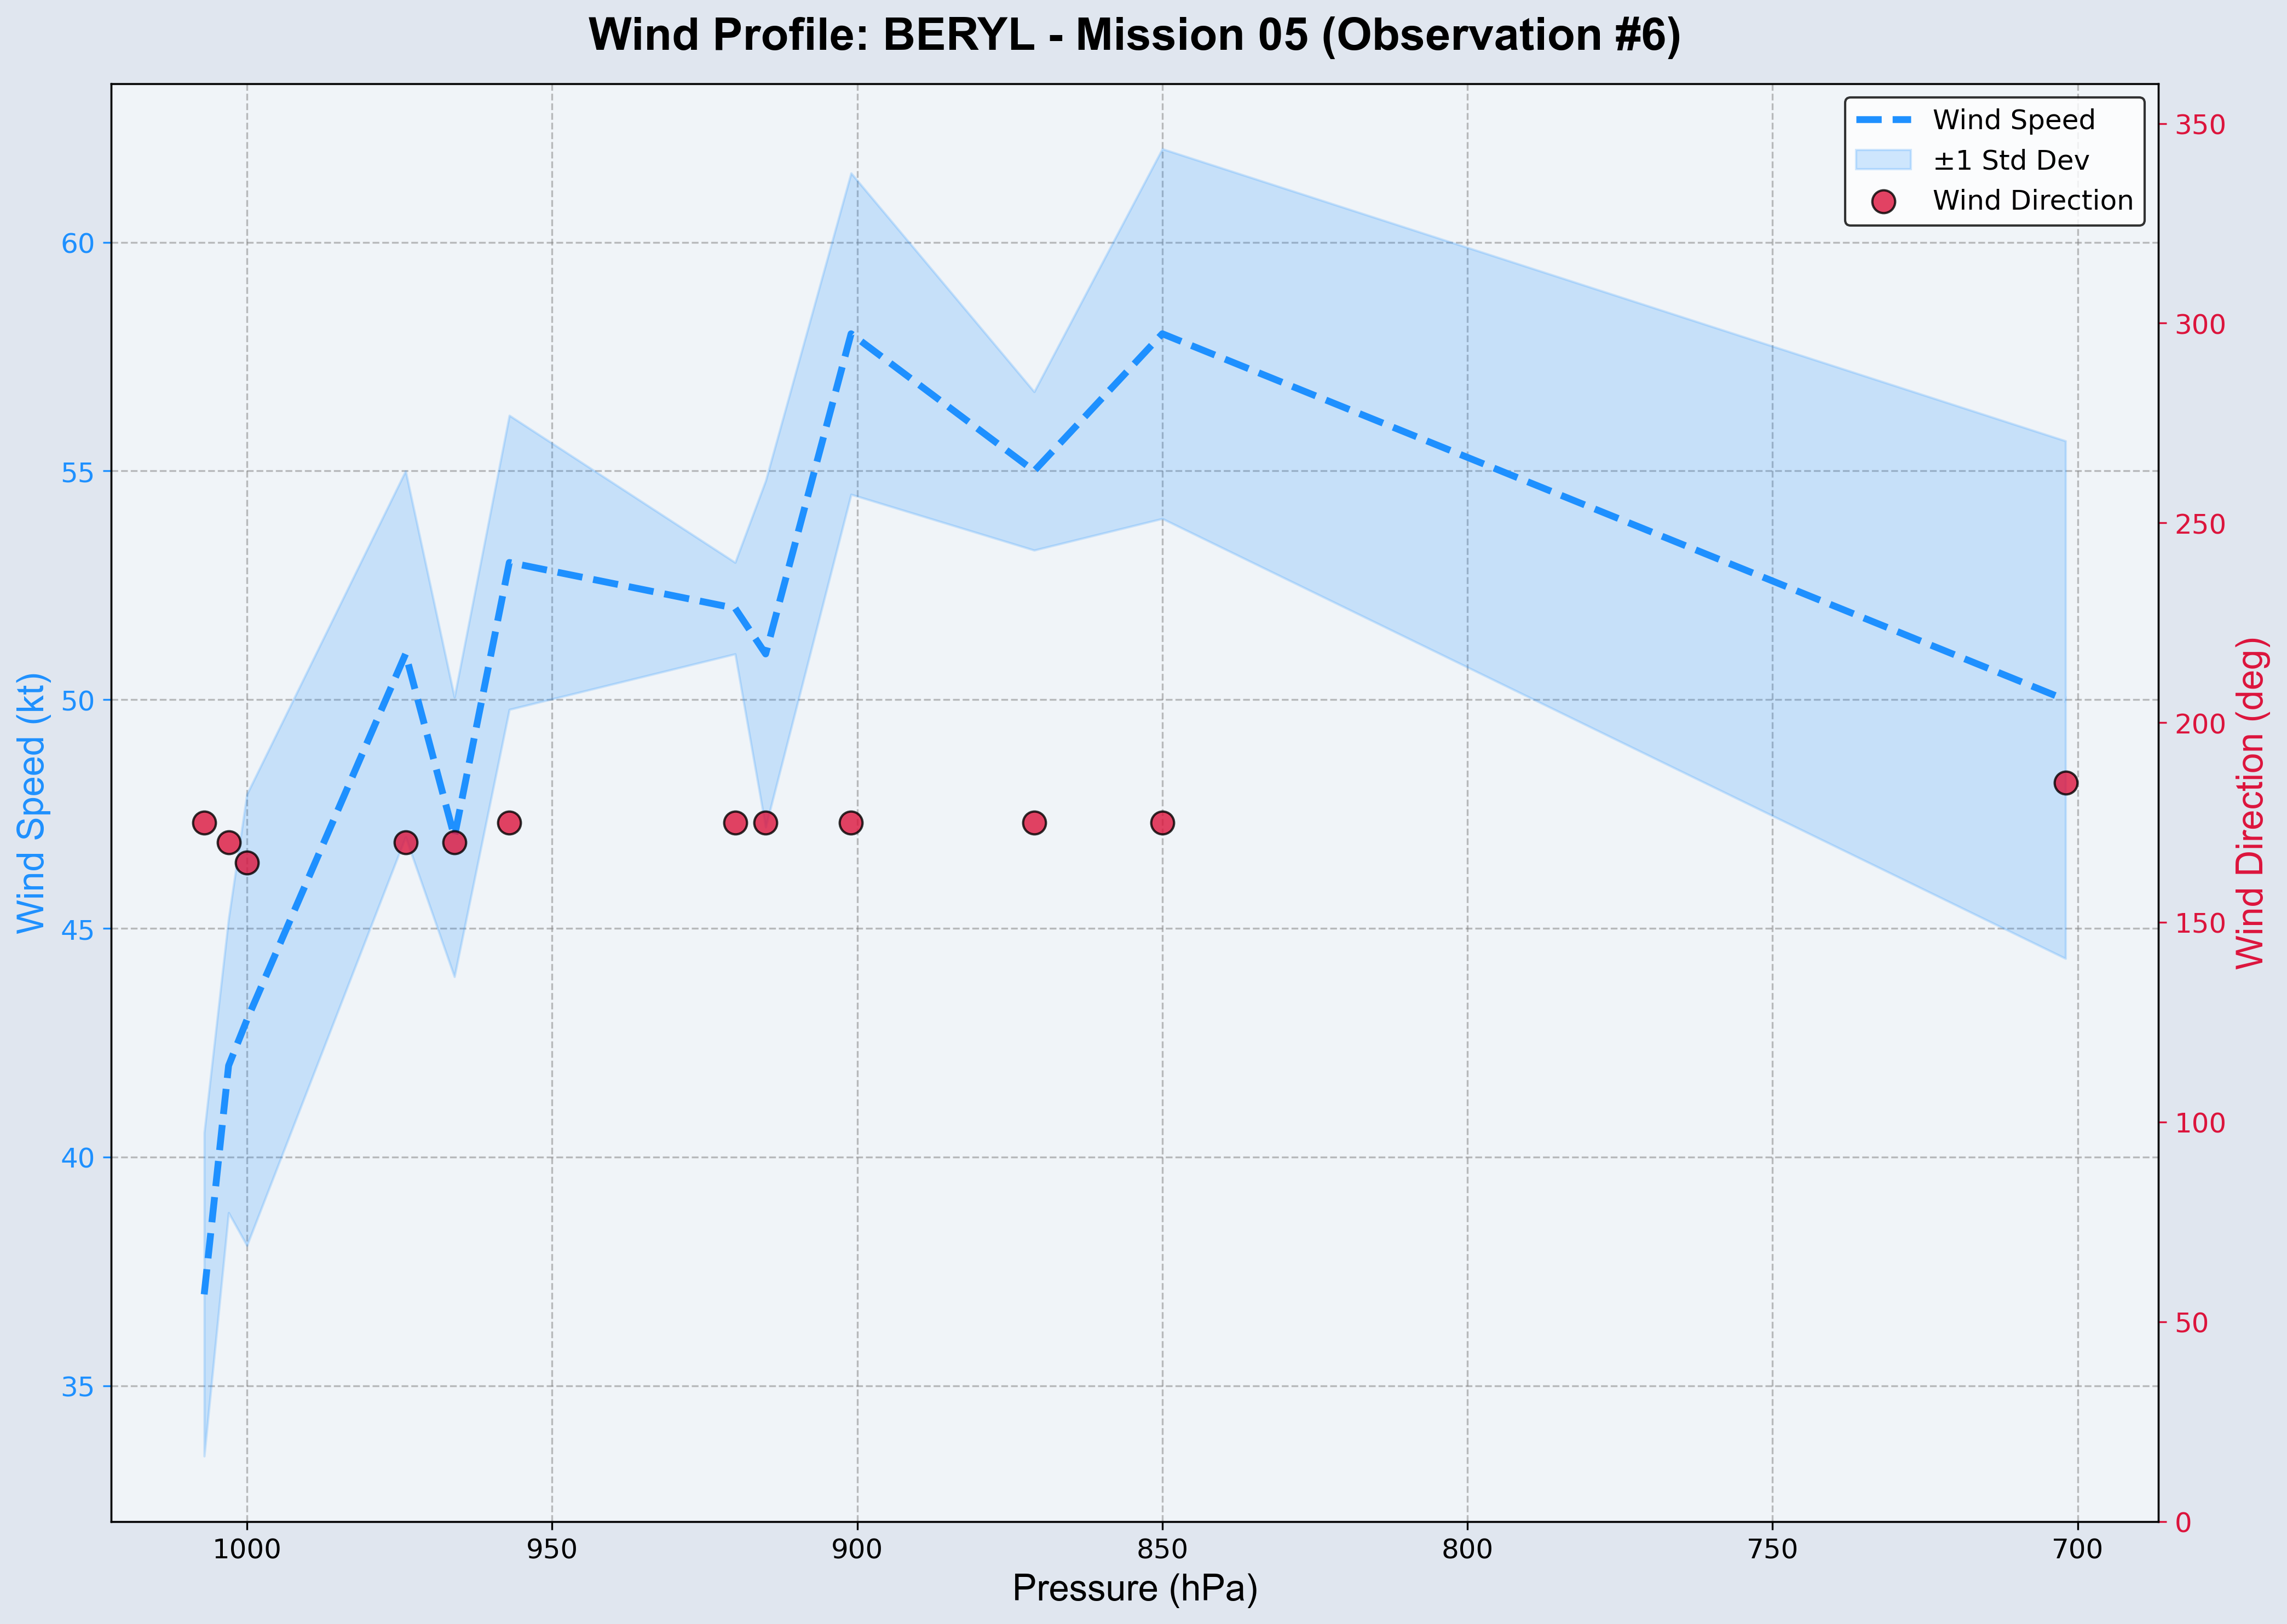 Wind Profile: BERYL - Mission 05 (Observation #6)
Wind Speed
±1 Std Dev
Wind Direction
Wind Speed (kt)
60
55
50
45
40
35
350
300
250
200
150
100
50
0
Wind Direction (deg)
1000 950 900 850 800 750 700
Pressure (hPa)